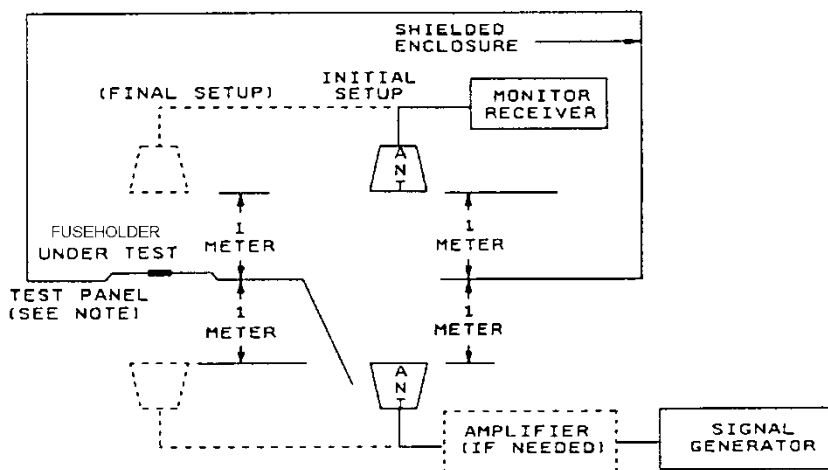 SHIELDED
ENCLOSURE
INITIAL
SETUP
(FINAL SETUP)
MONITOR
RECEIVER
ANT
1
METER
1
METER
FUSEHOLDER
UNDER TEST
TEST PANEL
(SEE NOTE)
1
METER
1
METER
ANT
AMPLIFIER
(IF NEEDED)
SIGNAL
GENERATOR